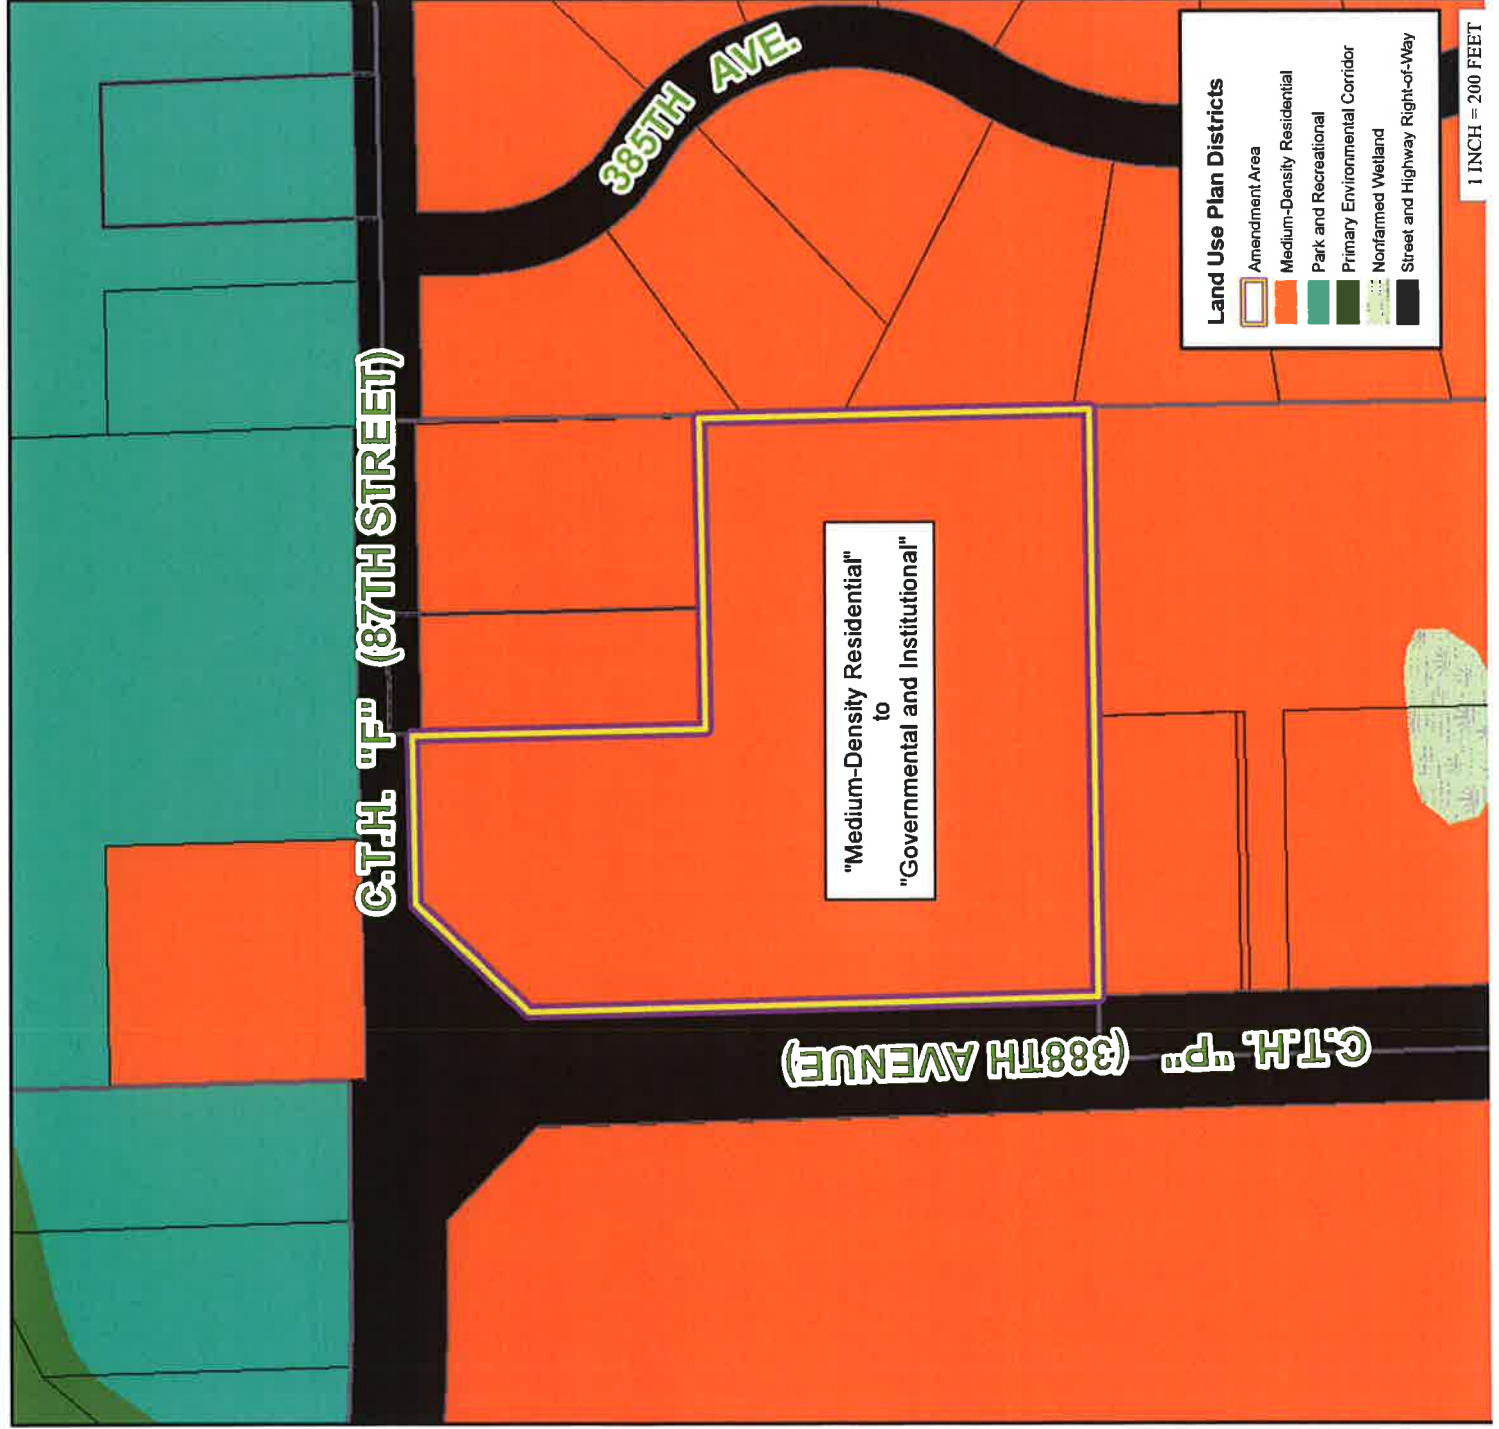 C.T.H. "F" (87TH STREET)
385TH AVE.
"Medium-Density Residential"
to
"Governmental and Institutional"
C.T.H. "P" (388TH AVENUE)
Land Use Plan Districts
Amendment Area
Medium-Density Residential
Park and Recreational
Primary Environmental Corridor
Nonfarmed Wetland
Street and Highway Right-of-Way
1 INCH = 200 FEET